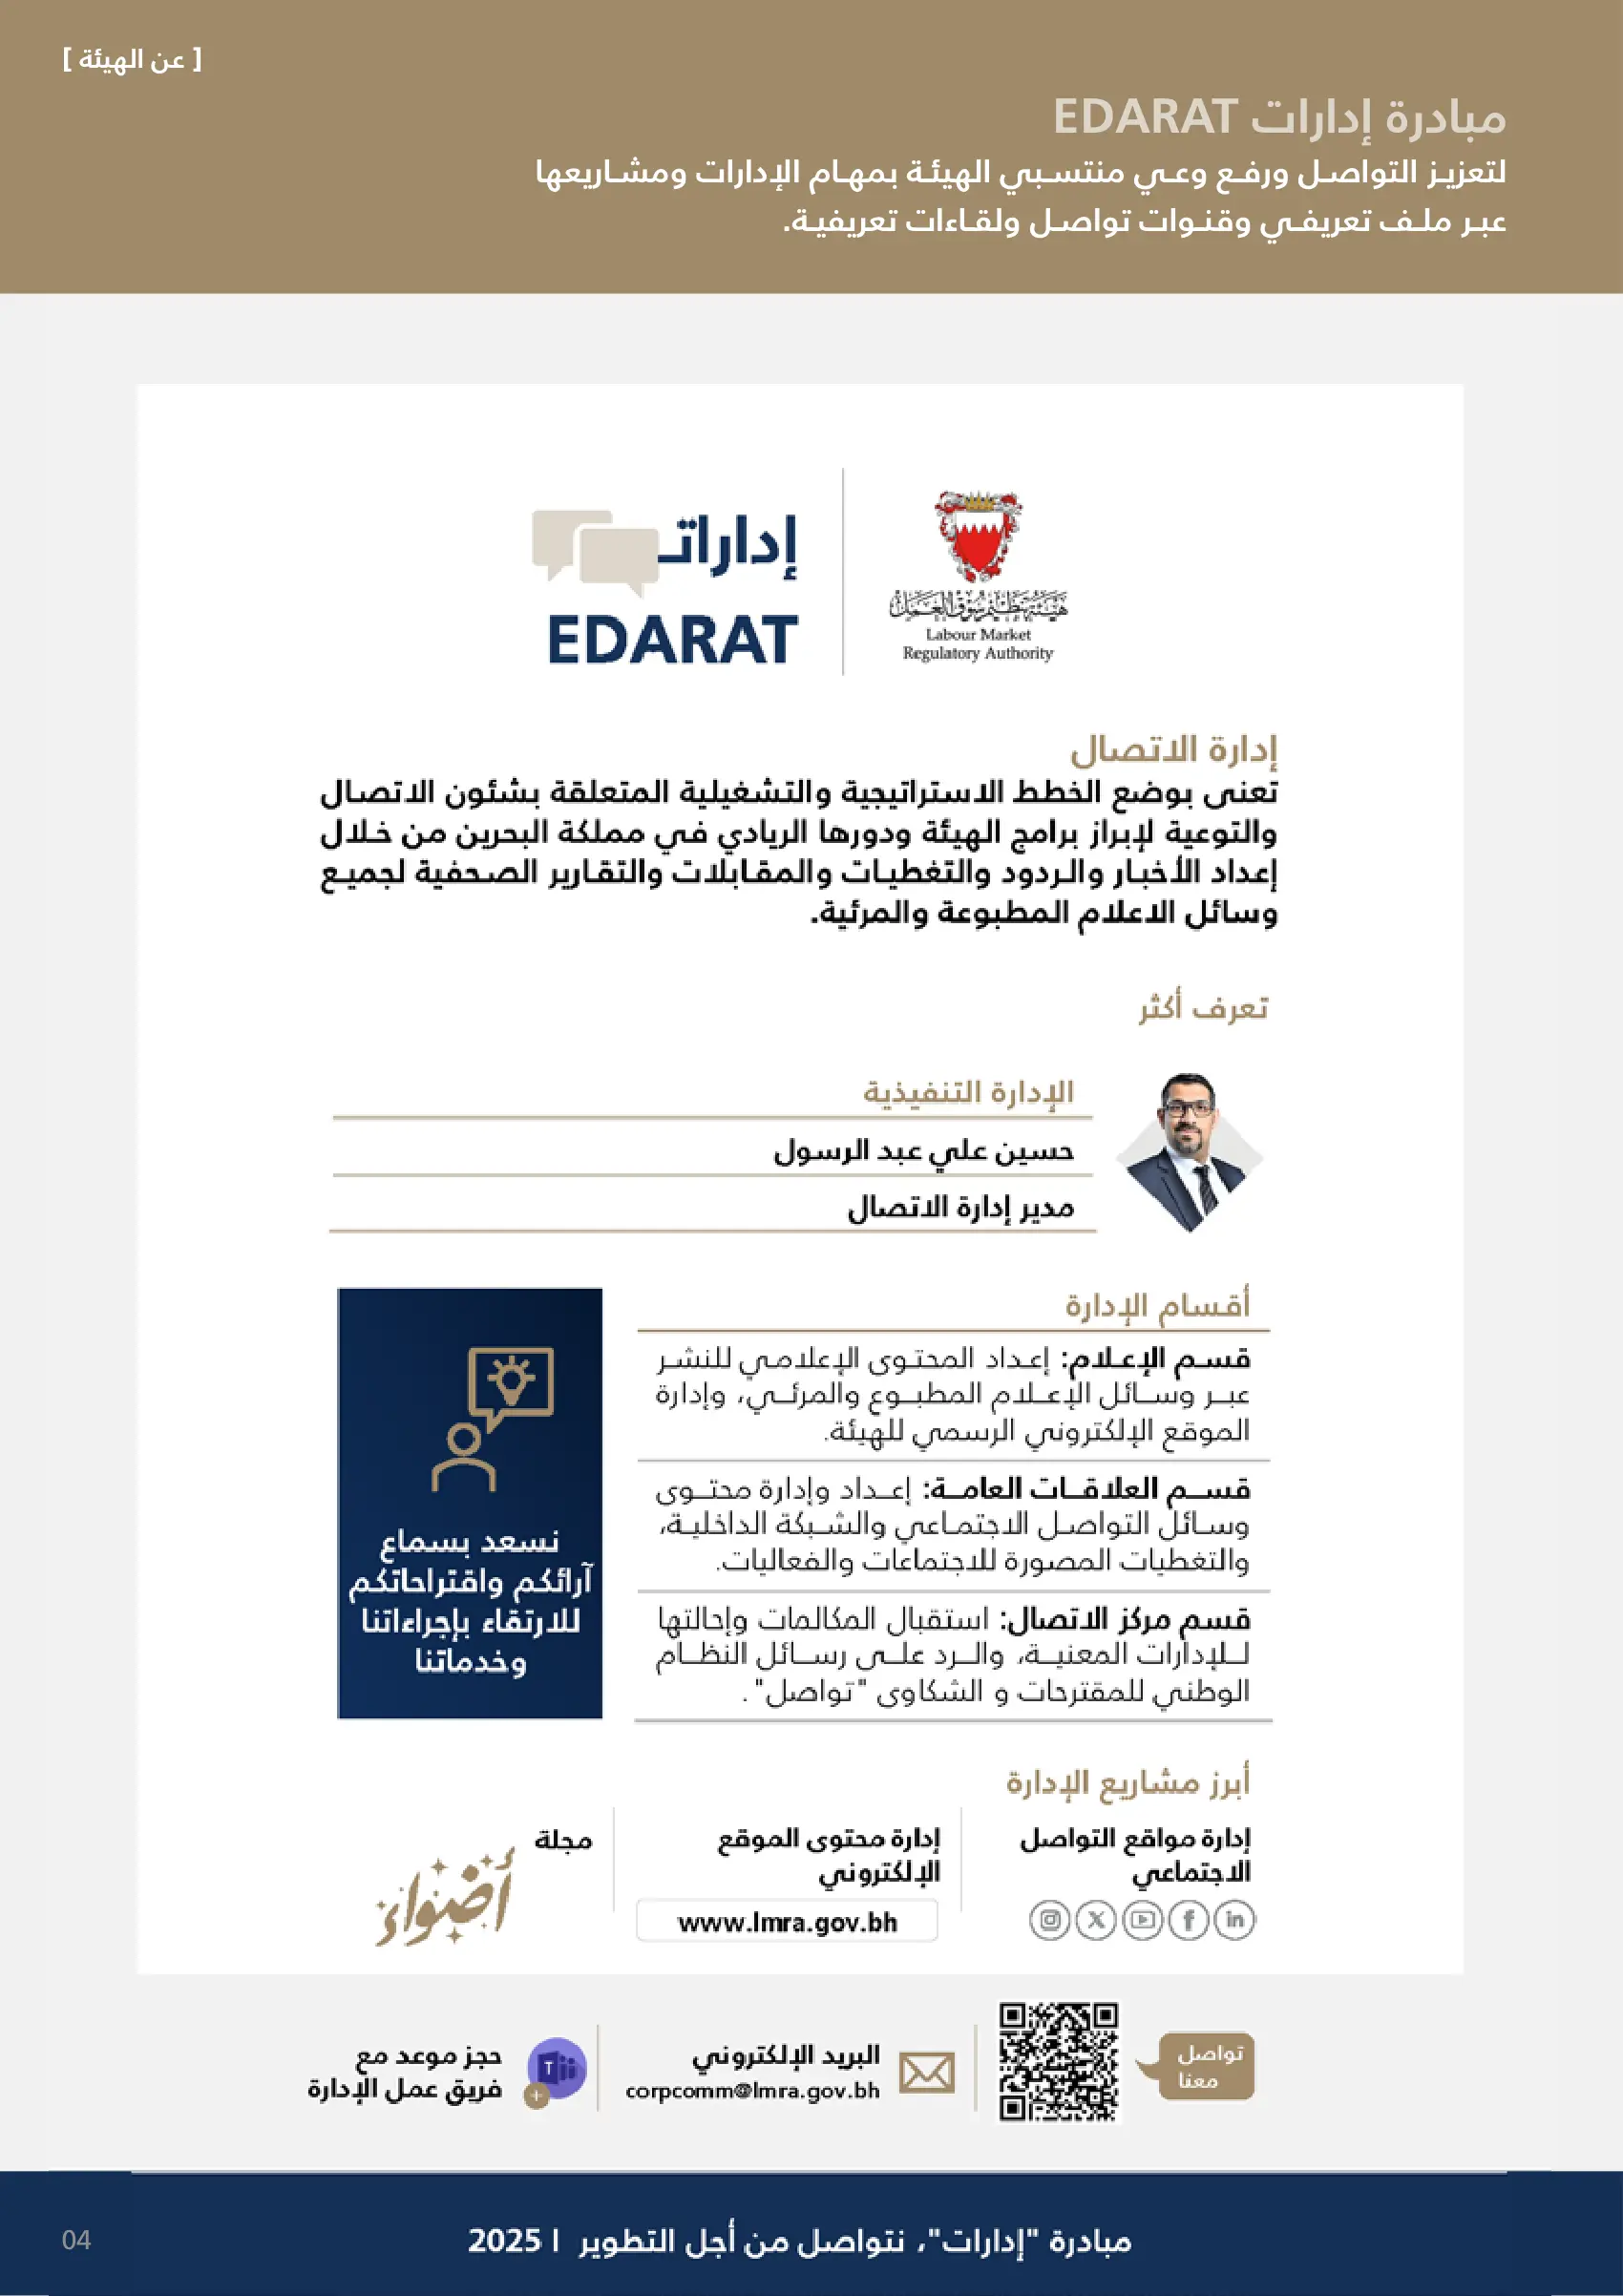 [ عن الهيئة ]
مبادرة إدارات EDARAT
لتعزيز التواصل ورفع وعي منتسبي الهيئة بمهام الإدارات ومشاريعها
عبر ملف تعريفي وقنوات تواصل ولقاءات تعريفية.
هيئة تنظيم سوق العمل
Labour Market
Regulatory Authority
إدارات
EDARAT
إدارة الاتصال
تعنى بوضع الخطط الاستراتيجية والتشغيلية المتعلقة بشئون الاتصال
والتوعية لإبراز برامج الهيئة ودورها الريادي في مملكة البحرين من خلال
إعداد الأخبار والردود والتغطيات والمقابلات والتقارير الصحفية لجميع
وسائل الاعلام المطبوعة والمرئية.
تعرف أكثر
الإدارة التنفيذية
حسين علي عبد الرسول
مدير إدارة الاتصال
أقسام الإدارة
قسم الإعلام: إعداد المحتوى الإعلامي للنشر
عبر وسائل الإعلام المطبوع والمرئي، وإدارة
الموقع الإلكتروني الرسمي للهيئة.
قسم العلاقات العامة: إعداد وإدارة محتوى
وسائل التواصل الاجتماعي والشبكة الداخلية،
والتغطيات المصورة للاجتماعات والفعاليات.
قسم مركز الاتصال: استقبال المكالمات وإحالتها
للإدارات المعنية، والرد على رسائل النظام
الوطني للمقترحات و الشكاوى "تواصل" .
نسعد بسماع
آرائكم واقتراحاتكم
للارتقاء بإجراءاتنا
وخدماتنا
أبرز مشاريع الإدارة
إدارة مواقع التواصل
الاجتماعي
إدارة محتوى الموقع
الإلكتروني
www.lmra.gov.bh
مجلة
أضواء
تواصل
معنا
البريد الإلكتروني
corpcomm@lmra.gov.bh
حجز موعد مع
فريق عمل الإدارة
مبادرة "إدارات"، نتواصل من أجل التطوير | 2025
04